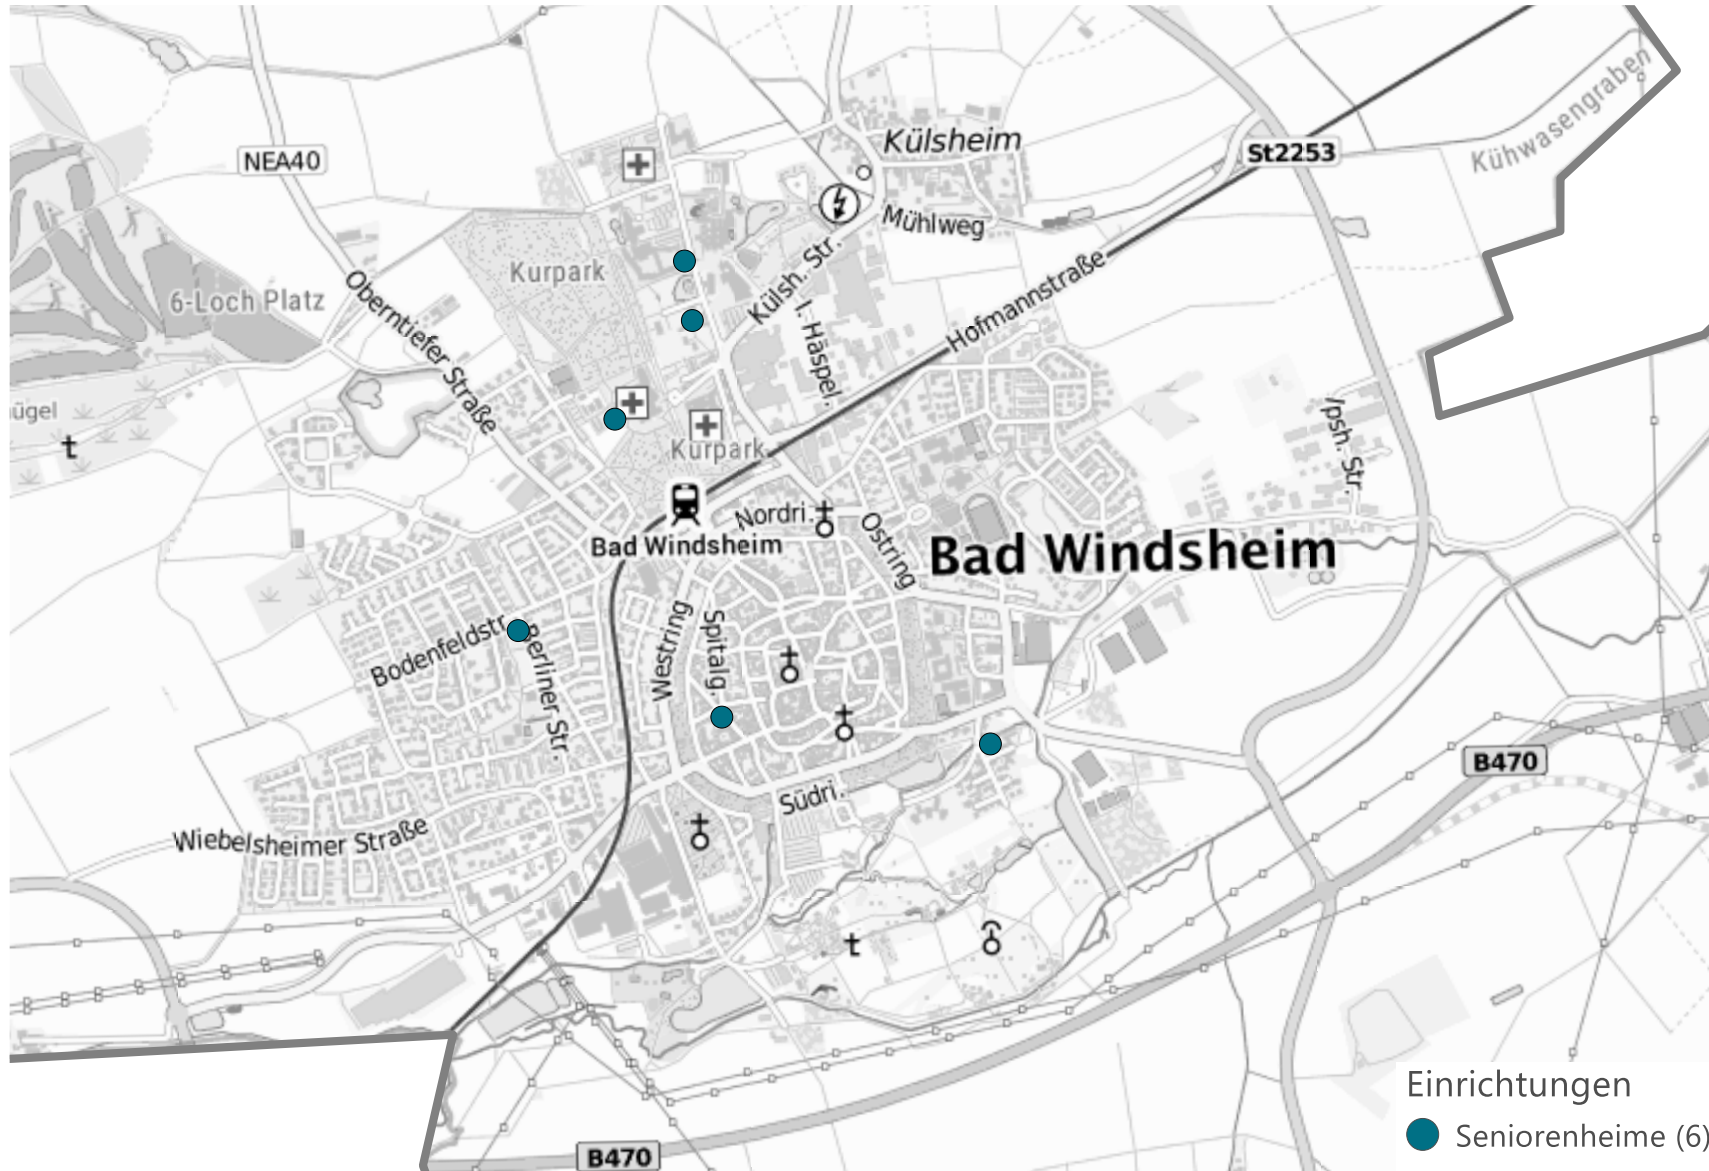 Külsheim
St2253
Kühwasengraben
NEA40
Mühlweg
Kurpark
6-Loch Platz
Oberntiefer Straße
Külsh. Str.
I. Häspel.
Hofmannstraße
ügel
Kurpark
/psh. Str.
Nordri.
Ostring
Bad Windsheim
Bad Windsheim
Bodenfeldstr.
Berliner Str.
Westring
Spitalg.
B470
Südri.
Wiebelsheimer Straße
Einrichtungen
Seniorenheime (6)
B470